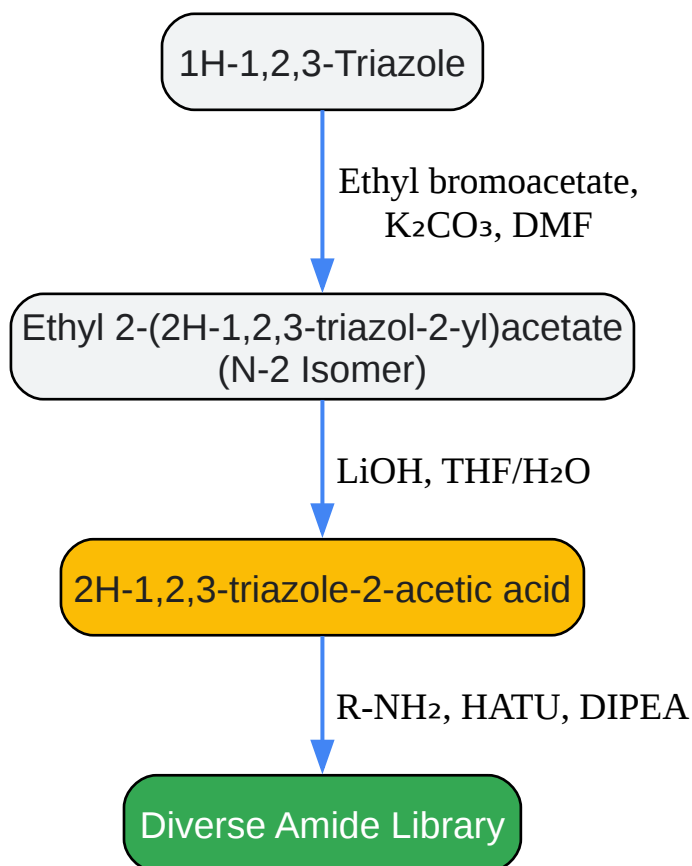 1H-1,2,3-Triazole
Ethyl bromoacetate,
K₂CO₃, DMF
Ethyl 2-(2H-1,2,3-triazol-2-yl)acetate
(N-2 Isomer)
LiOH, THF/H₂O
2H-1,2,3-triazole-2-acetic acid
R-NH₂, HATU, DIPEA
Diverse Amide Library